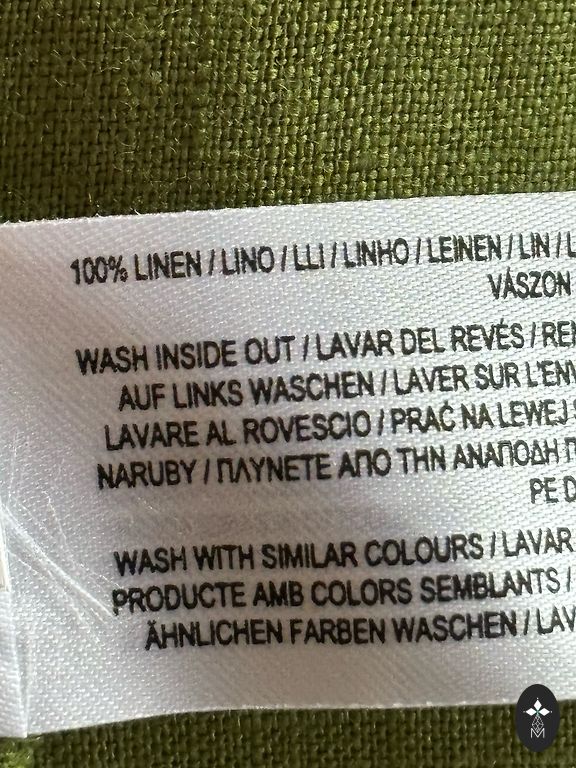 100% LINEN / LINO / LLI / LINHO / LEINEN / LIN /
VÁSZON
WASH INSIDE OUT / LAVAR DEL REVÉS /
AUF LINKS WASCHEN / LAVER SUR
LAVARE AL ROVESCIO / PRAĆ NA LEWEJ
NARUBY / ΠΛΥΝΕΤΕ ΑΠΟ ΤΗΝ ΑΝΑΠΟΔΗ
PE
WASH WITH SIMILAR COLOURS / LAVAR
PRODUCTE AMB COLORS SEMBLANTS /
ÄHNLICHEN FARBEN WASCHEN /